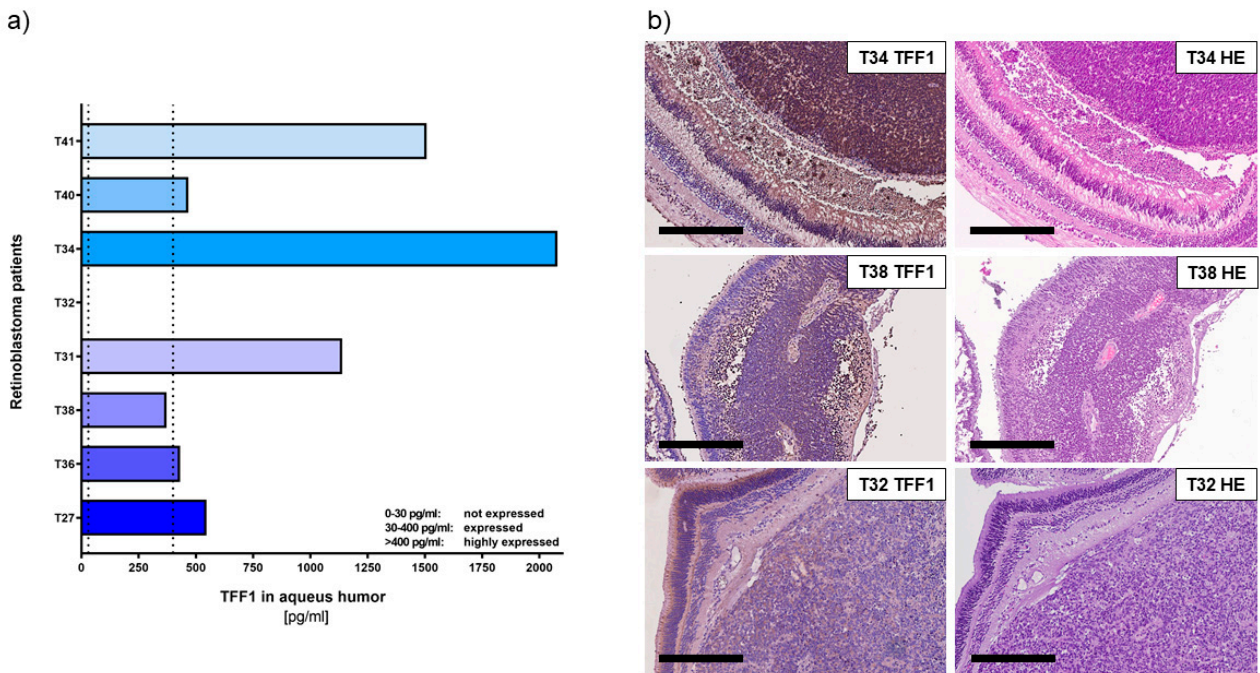 a)
T41
T40
T34
T32
T31
T38
T36
T27
Retinoblastoma patients
0-30 pg/ml: not expressed
30-400 pg/ml: expressed
>400 pg/ml: highly expressed
0 250 500 750 1000 1250 1500 1750 2000
TFF1 in aqueus humor
[pg/ml]
b)
T34 TFF1
T34 HE
T38 TFF1
T38 HE
T32 TFF1
T32 HE